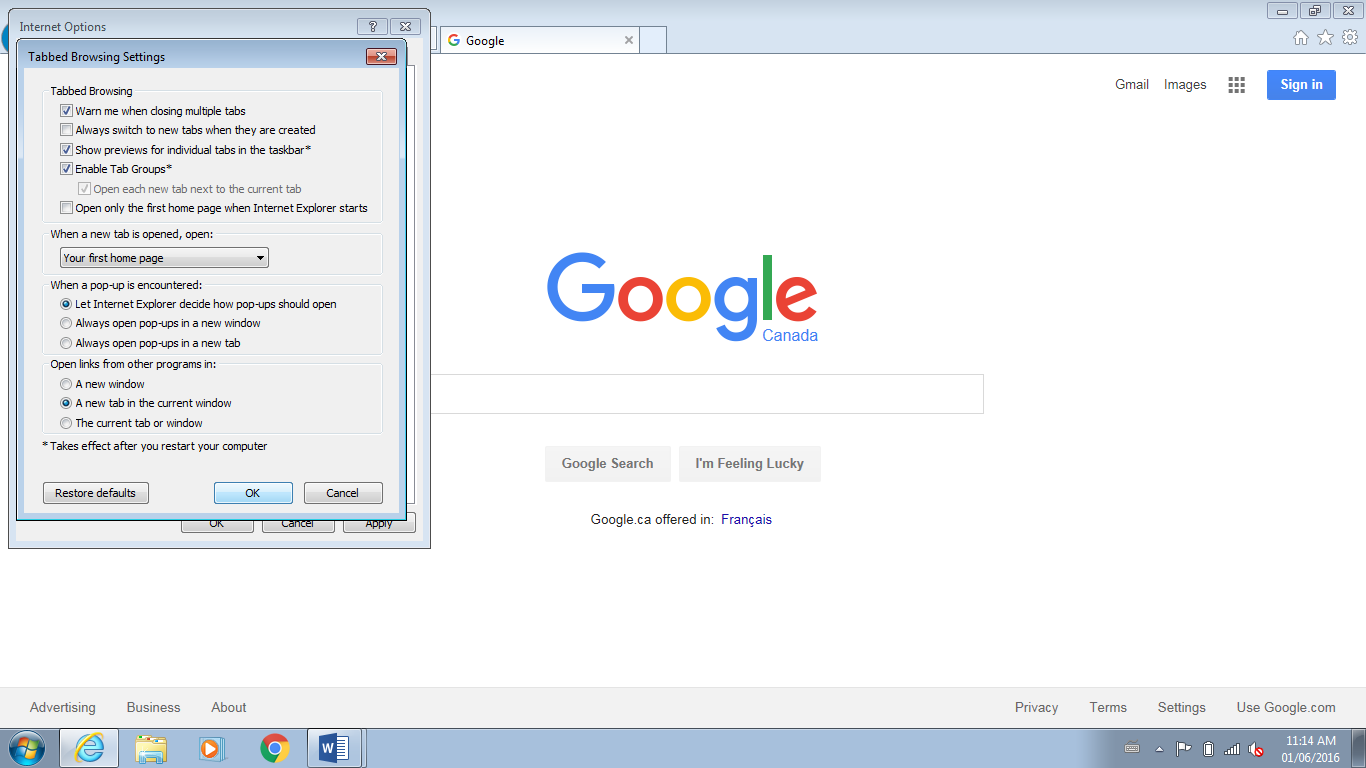 Internet Options
Tabbed Browsing Settings
Tabbed Browsing
Warn me when closing multiple tabs
Always switch to new tabs when they are created
Show previews for individual tabs in the taskbar*
Enable Tab Groups*
Open each new tab next to the current tab
Open only the first home page when Internet Explorer starts
When a new tab is opened, open:
Your first home page
When a pop-up is encountered:
Let Internet Explorer decide how pop-ups should open
Always open pop-ups in a new window
Always open pop-ups in a new tab
Open links from other programs in:
A new window
A new tab in the current window
The current tab or window
* Takes effect after you restart your computer
Restore defaults OK Cancel
OK Cancel Apply
Google
Gmail Images Sign in
Google
Canada
Google Search I'm Feeling Lucky
Google.ca offered in: Français
Advertising Business About Privacy Terms Settings Use Google.com
11:14 AM
01/06/2016